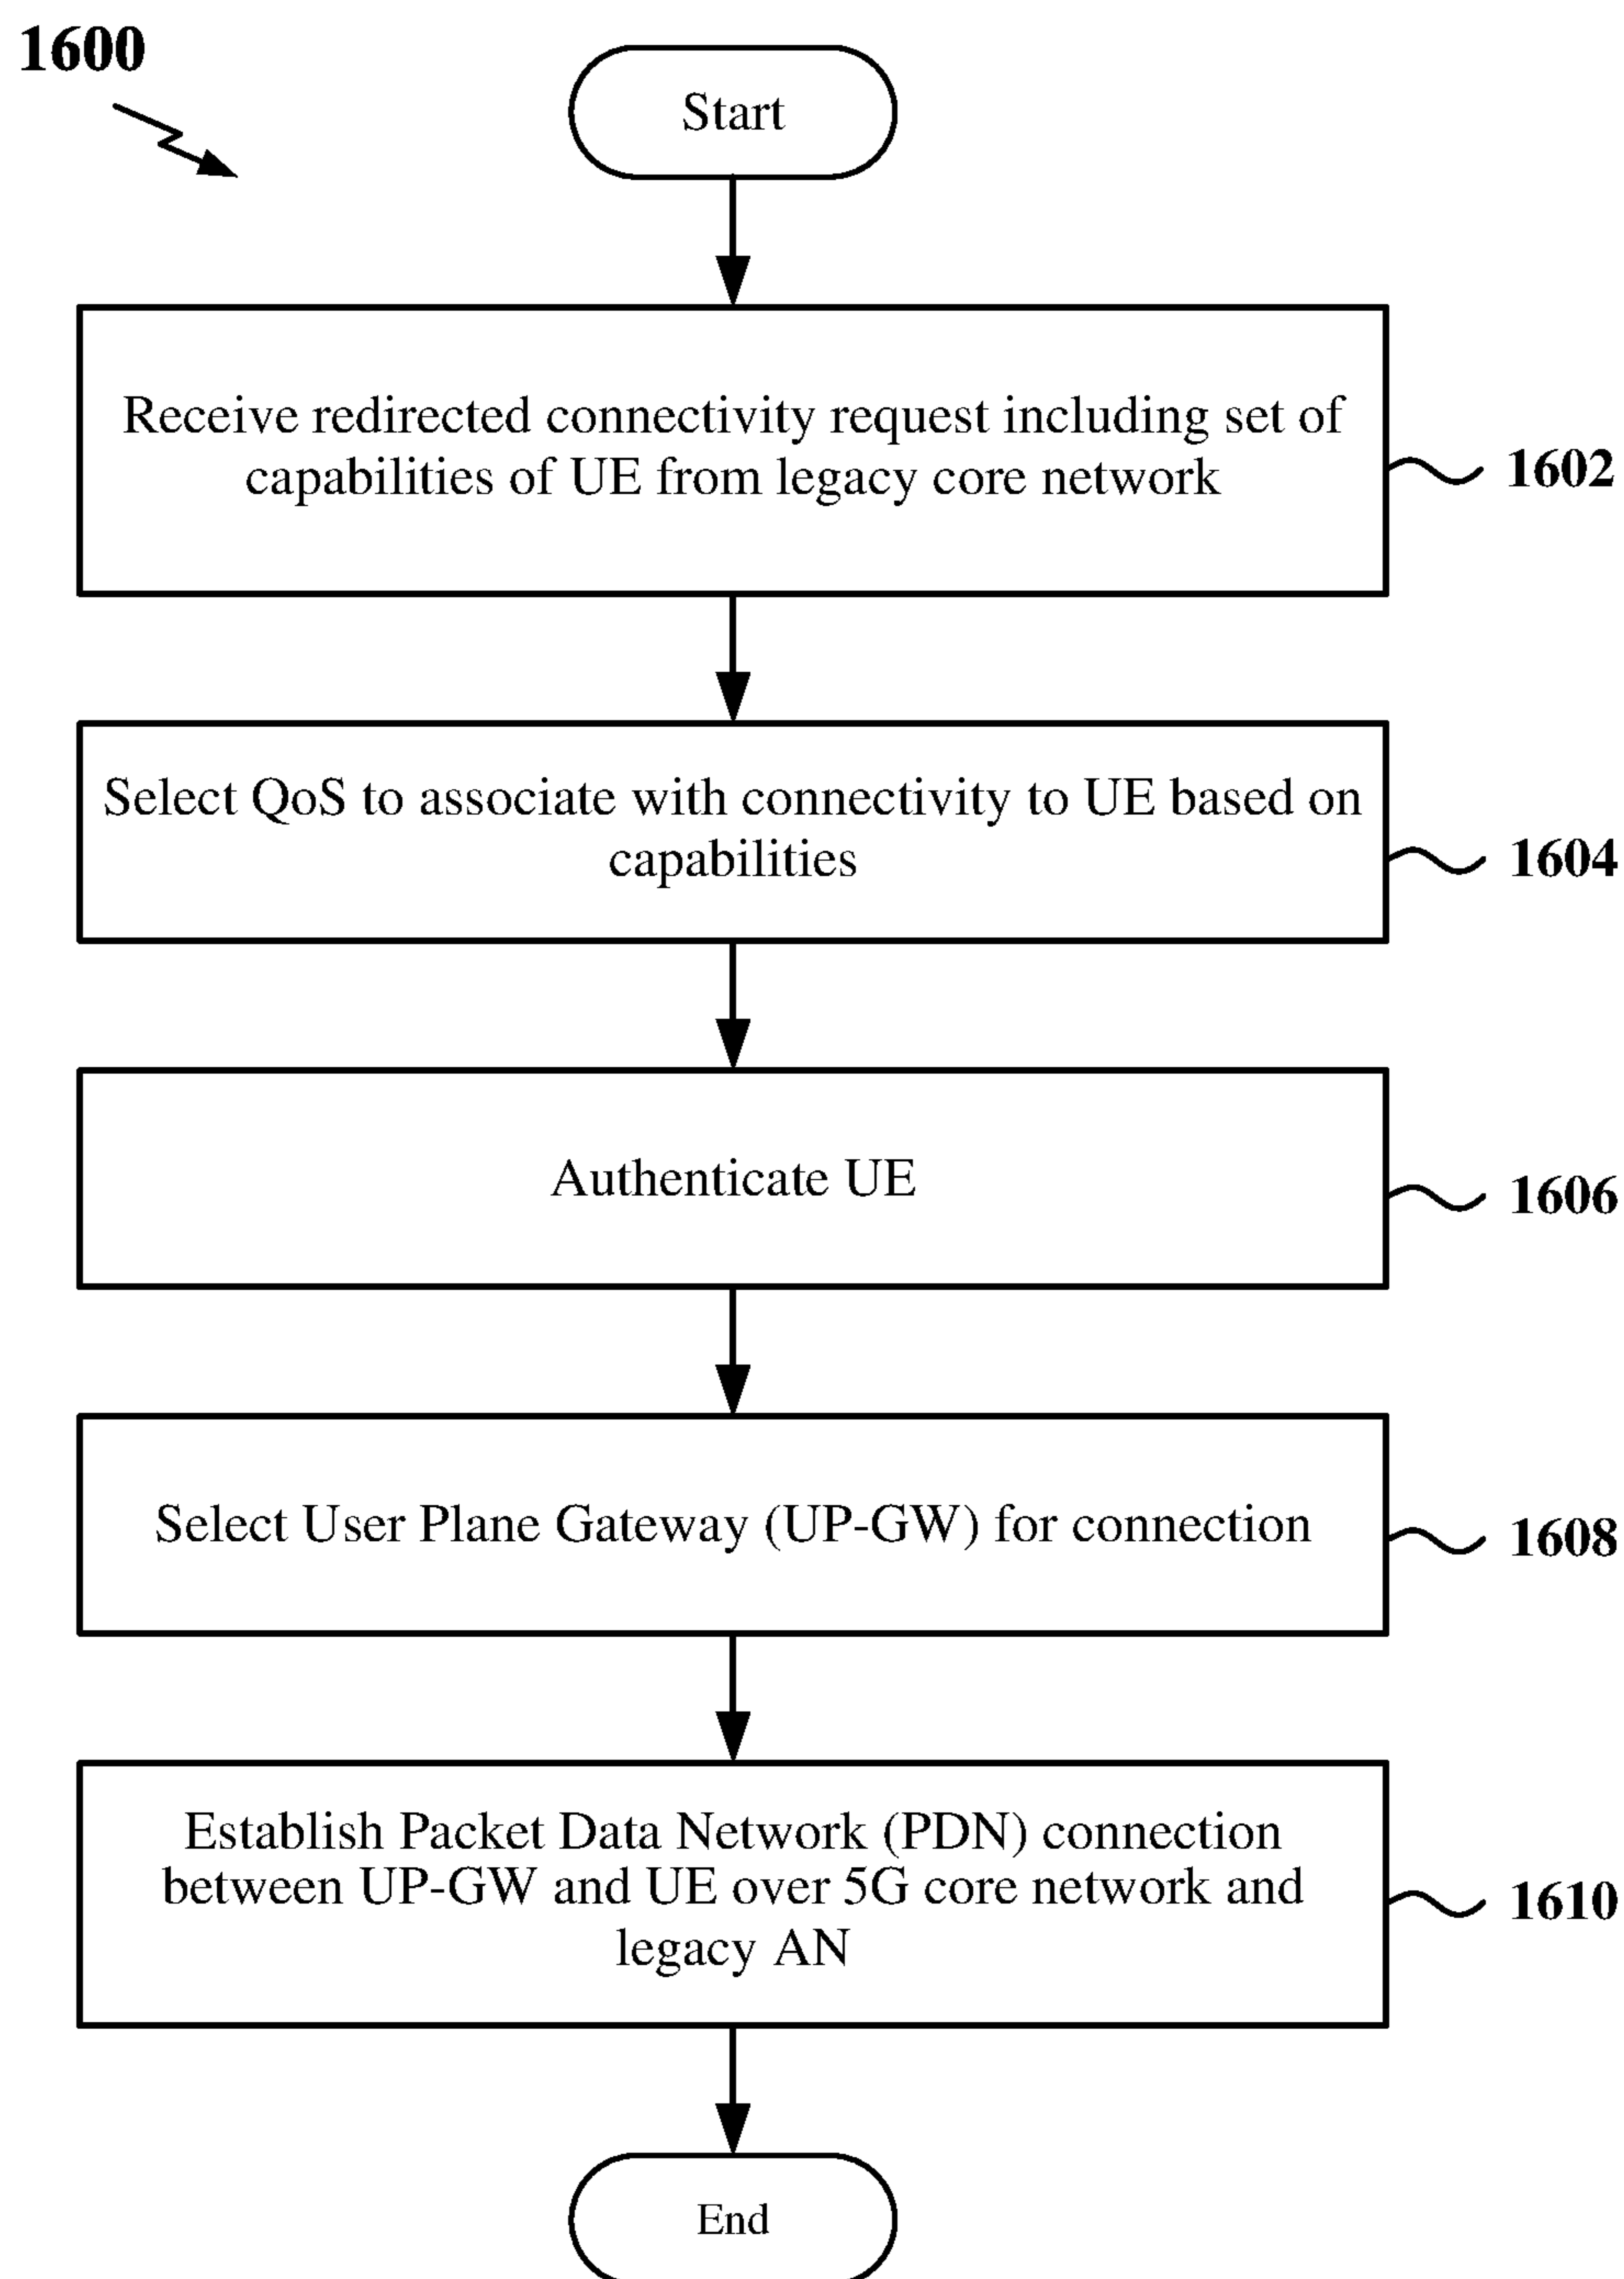 1600
Start
Receive redirected connectivity request including set of
capabilities of UE from legacy core network
1602
Select QoS to associate with connectivity to UE based on
capabilities
1604
Authenticate UE
1606
Select User Plane Gateway (UP-GW) for connection
1608
Establish Packet Data Network (PDN) connection
between UP-GW and UE over 5G core network and
legacy AN
1610
End